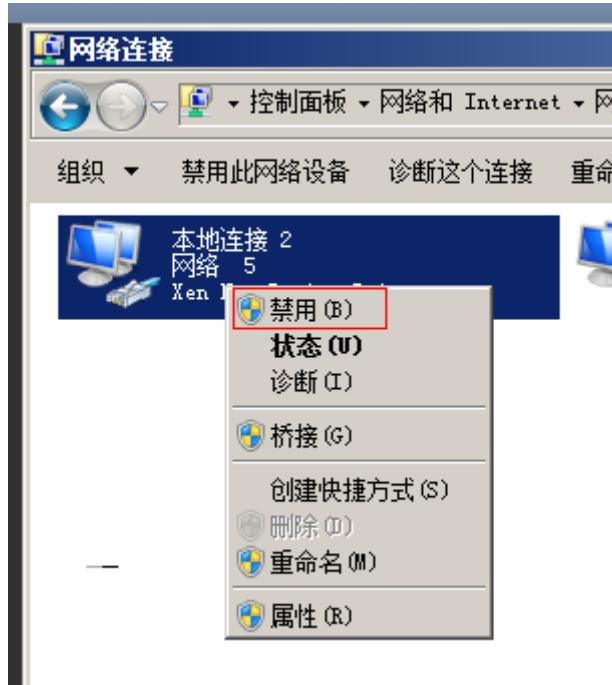 网络连接
控制面板 网络和 Internet
组织 禁用此网络设备 诊断这个连接
本地连接 2
网络 5
Xen
禁用(B)
状态(U)
诊断(I)
桥接(G)
创建快捷方式(S)
删除(D)
重命名(M)
属性(R)